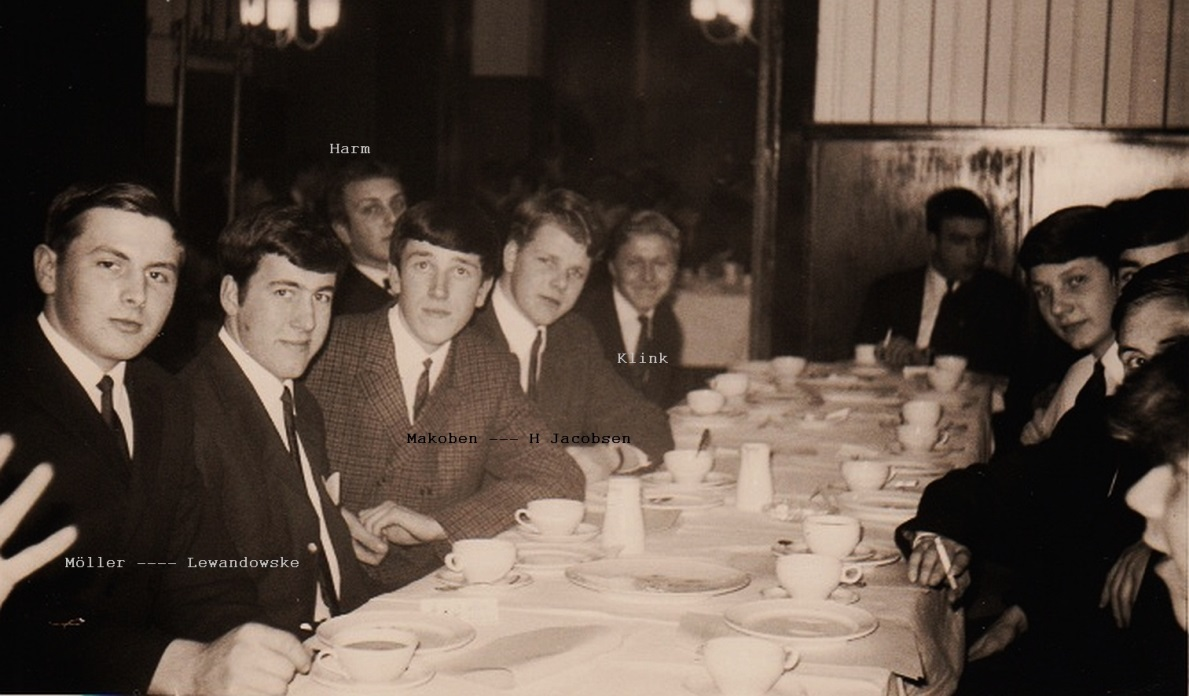 Harm
Klink
Makoben --- H Jacobsen
Möller ---- Lewandowske